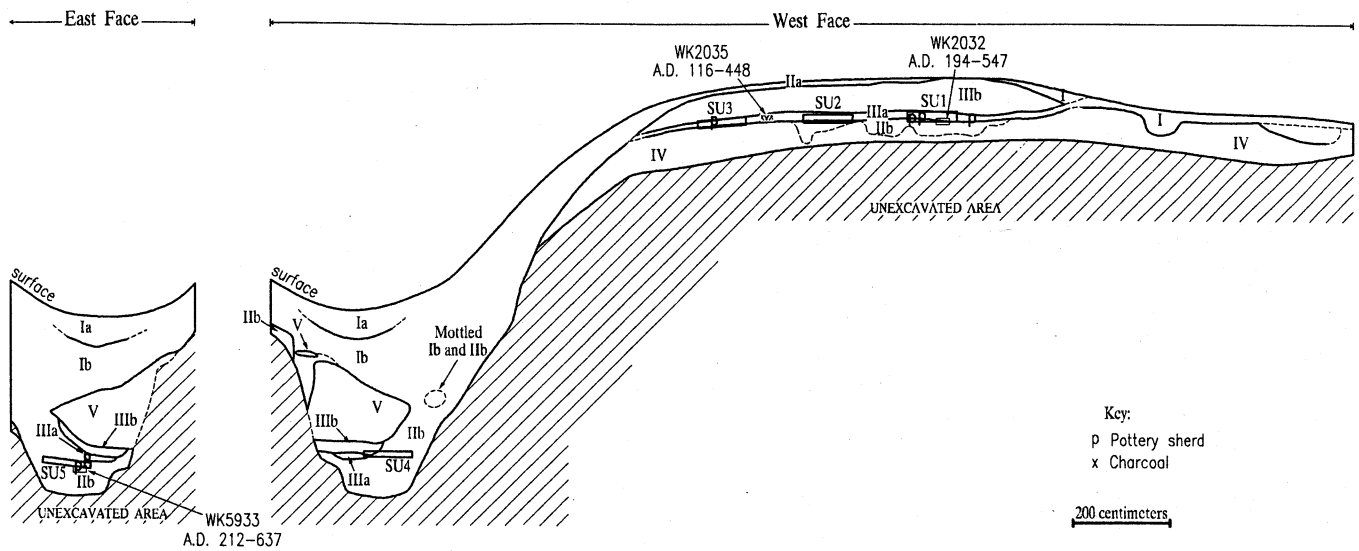 East Face
West Face
WK2035
A.D. 116-448
WK2032
A.D. 194-547
IIa
IIIb
I
SU3
p
xx
SU2
IIIa
SU1
IIb
p p
p
I
IV
IV
UNEXCAVATED AREA
surface
Ia
Ib
V
IIIa
IIIb
SU5
p
p p
IIb
UNEXCAVATED AREA
WK5933
A.D. 212-637
surface
IIb
V
Ia
Ib
Mottled
Ib and IIb
V
IIIb
IIb
SU4
IIIa
Key:
p Pottery sherd
x Charcoal
200 centimeters